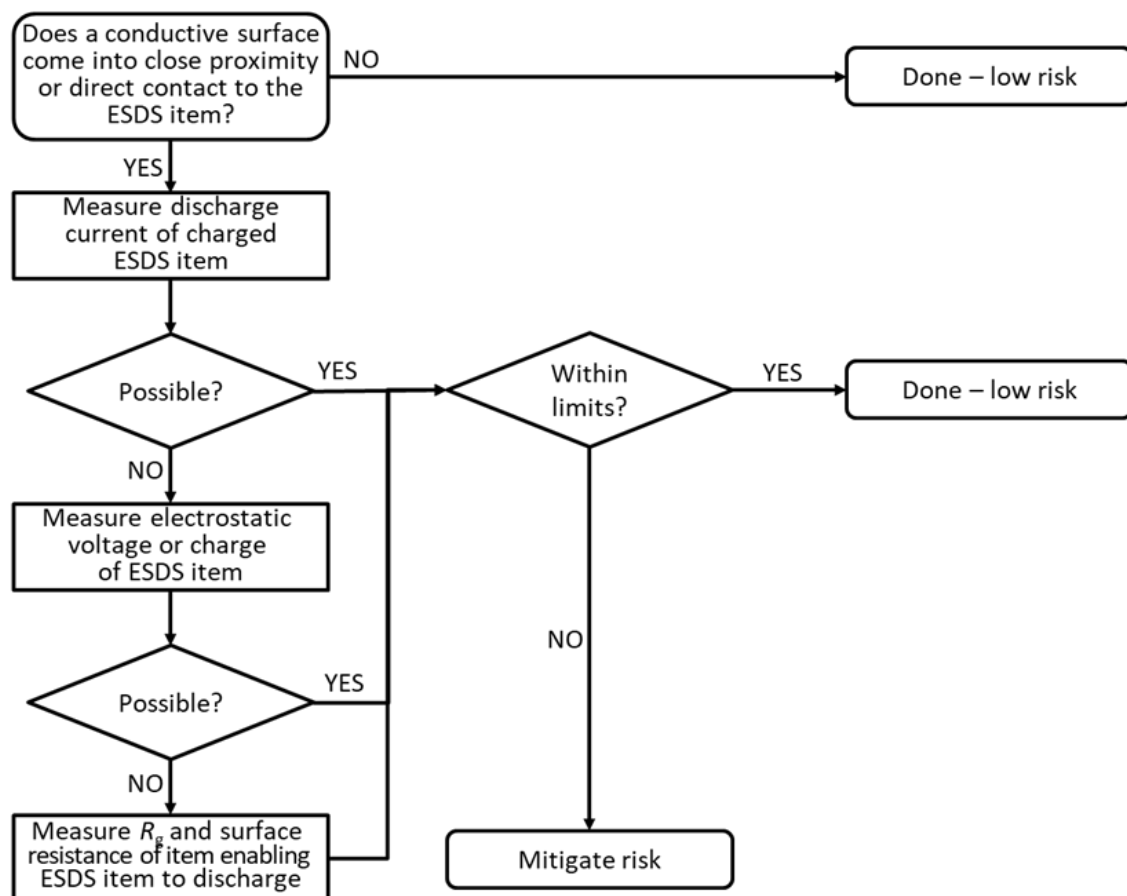 Does a conductive surface
come into close proximity
or direct contact to the
ESDS item?
NO
Done – low risk
YES
Measure discharge
current of charged
ESDS item
Possible?
YES
Within
limits?
YES
Done – low risk
NO
Measure electrostatic
voltage or charge
of ESDS item
Possible?
YES
NO
NO
Measure Rg and surface
resistance of item enabling
ESDS item to discharge
Mitigate risk